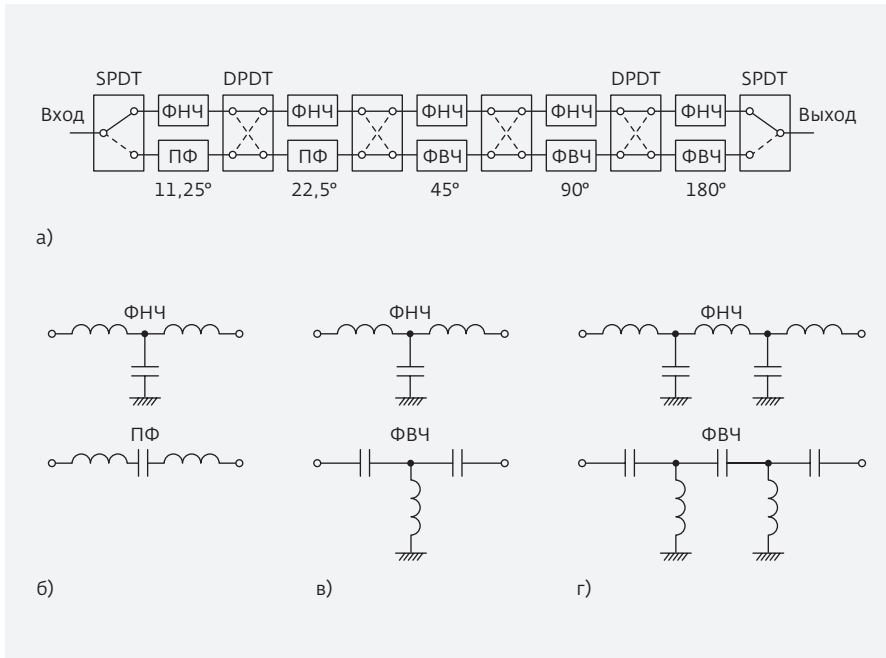 SPDT DPDT DPDT SPDT
Вход ФНЧ ФНЧ ФНЧ ФНЧ ФНЧ Выход
ПФ ПФ ФВЧ ФВЧ ФВЧ
11,25° 22,5° 45° 90° 180°
а)
ФНЧ ФНЧ ФНЧ
ПФ ФВЧ ФВЧ
б) в) г)